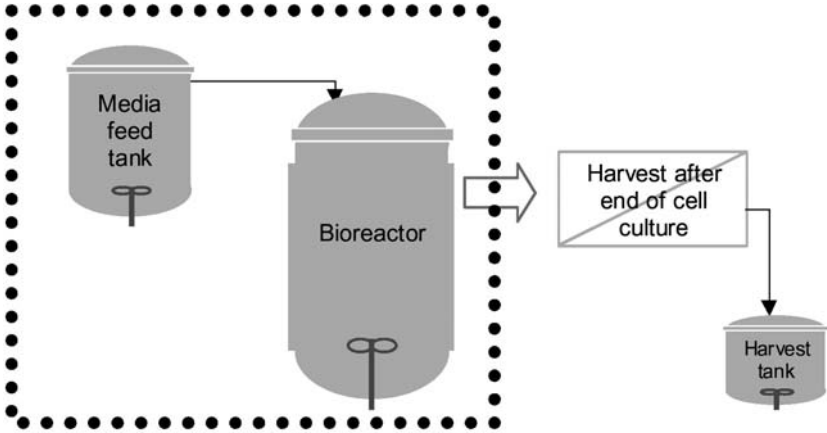 Media
feed
tank
Bioreactor
Harvest after
end of cell
culture
Harvest
tank